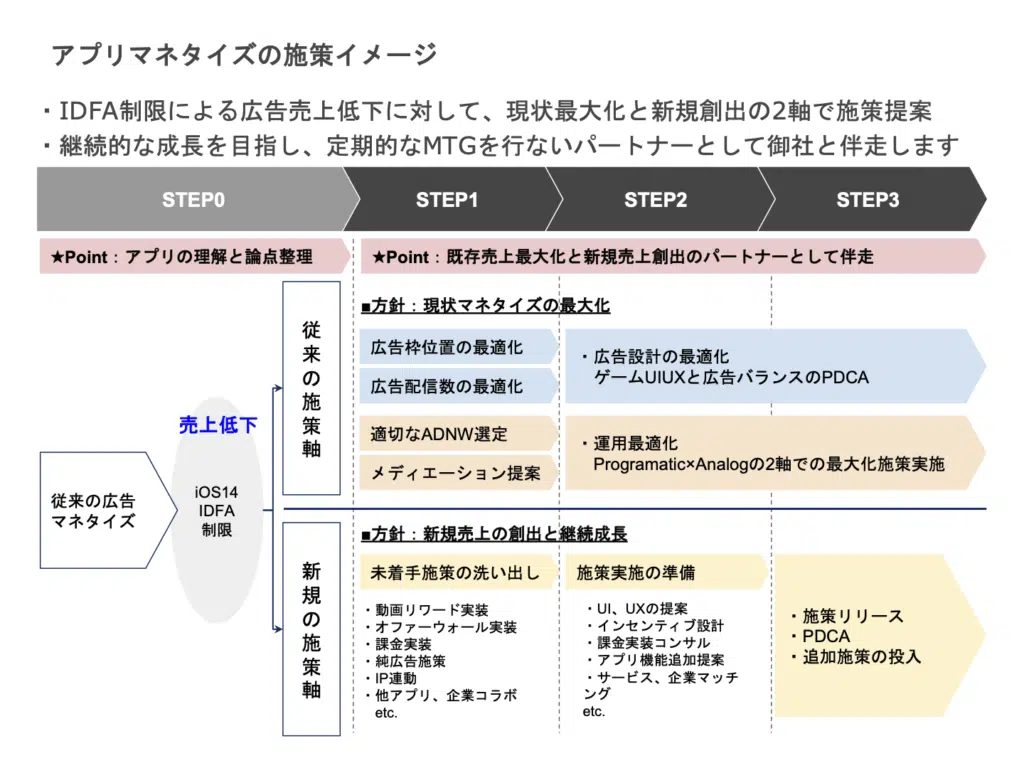 アプリマネタイズの施策イメージ
・IDFA制限による広告売上低下に対して、現状最大化と新規創出の2軸で施策提案
・継続的な成長を目指し、定期的なMTGを行ないパートナーとして御社と伴走します
STEP0
STEP1
STEP2
STEP3
★Point：アプリの理解と論点整理
★Point：既存売上最大化と新規売上創出のパートナーとして伴走
従来の広告
マネタイズ
売上低下
iOS14
IDFA
制限
従来の施策軸
■方針：現状マネタイズの最大化
広告枠位置の最適化
広告配信数の最適化
・広告設計の最適化
ゲームUIUXと広告バランスのPDCA
適切なADNW選定
メディエーション提案
・運用最適化
Programatic×Analogの2軸での最大化施策実施
新規の施策軸
■方針：新規売上の創出と継続成長
未着手施策の洗い出し
・動画リワード実装
・オファーウォール実装
・課金実装
・純広告施策
・IP連動
・他アプリ、企業コラボ
etc.
施策実施の準備
・UI、UXの提案
・インセンティブ設計
・課金実装コンサル
・アプリ機能追加提案
・サービス、企業マッチ
ング
etc.
・施策リリース
・PDCA
・追加施策の投入